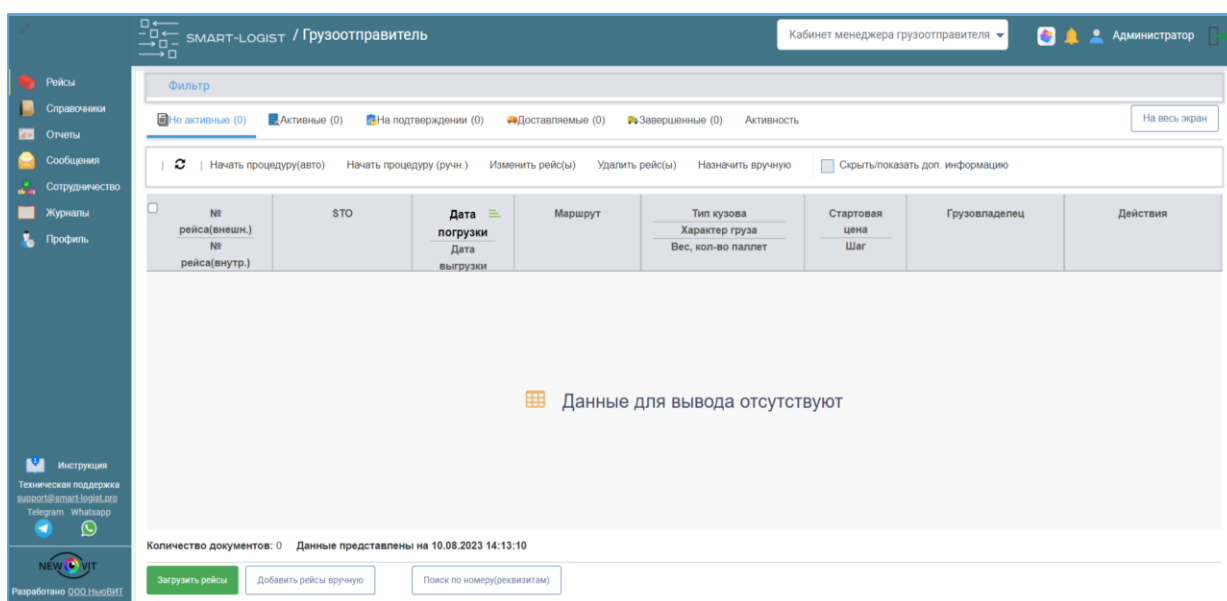 SMART-LOGIST / Грузоотправитель
Кабинет менеджера грузоотправителя
Администратор
Рейсы
Справочники
Отчеты
Сообщения
Сотрудничество
Журналы
Профиль
Фильтр
Не активные (0) Активные (0) На подтверждении (0) Доставляемые (0) Завершенные (0) Активность
На весь экран
| | Начать процедуру(авто) Начать процедуру (ручн.) Изменить рейс(ы) Удалить рейс(ы) Назначить вручную Скрыть/показать доп. информацию
№
рейса(внешн.)
№
рейса(внутр.)
STO
Дата
погрузки
Дата
выгрузки
Маршрут
Тип кузова
Характер груза
Вес, кол-во паллет
Стартовая
цена
Шаг
Грузовладелец
Действия
Данные для вывода отсутствуют
Инструкция
Техническая поддержка
support@smart-logist.pro
Telegram Whatsapp
NEW VIT
Разработано ООО НьюВИТ
Количество документов: 0 Данные представлены на 10.08.2023 14:13:10
Загрузить рейсы
Добавить рейсы вручную
Поиск по номеру(реквизитам)